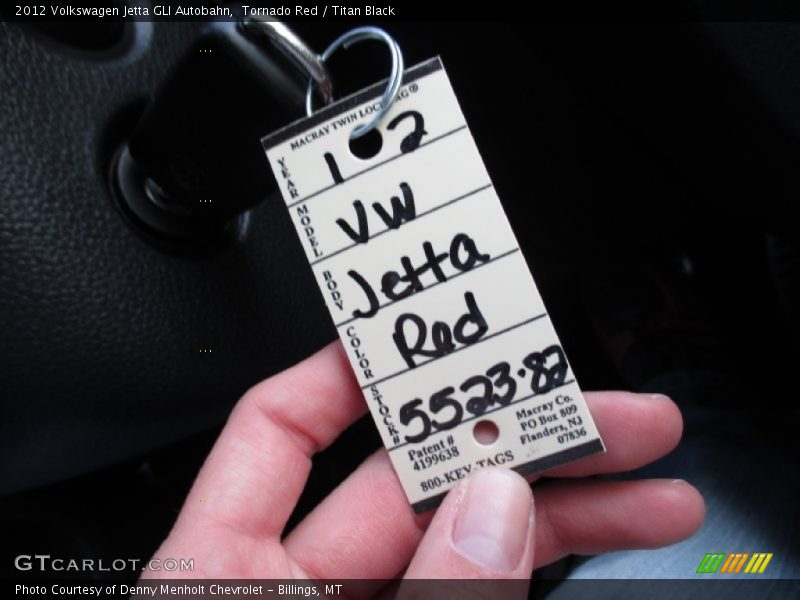 2012 Volkswagen Jetta GLI Autobahn, Tornado Red / Titan Black
MACRAY TWIN LOCK TAG®
YEAR 1 2
MODEL VW
BODY Jetta
COLOR Red
STOCK# 5523-82
Patent #
4199638
Macray Co.
PO Box 809
Flanders, NJ
07836
800-KEY-TAGS
GTCARLOT.COM
Photo Courtesy of Denny Menholt Chevrolet - Billings, MT